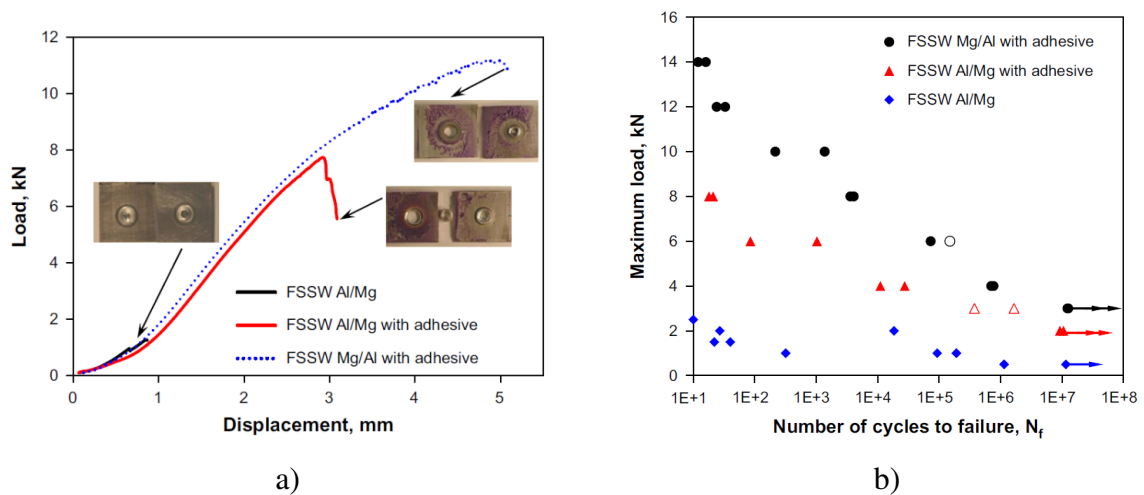 12
10
8
6
4
2
0
Load, kN
0
1
2
3
4
5
Displacement, mm
FSSW Al/Mg
FSSW Al/Mg with adhesive
FSSW Mg/Al with adhesive
a)
16
14
12
10
8
6
4
2
0
Maximum load, kN
1E+1
1E+2
1E+3
1E+4
1E+5
1E+6
1E+7
1E+8
Number of cycles to failure, Nf
FSSW Mg/Al with adhesive
FSSW Al/Mg with adhesive
FSSW Al/Mg
b)